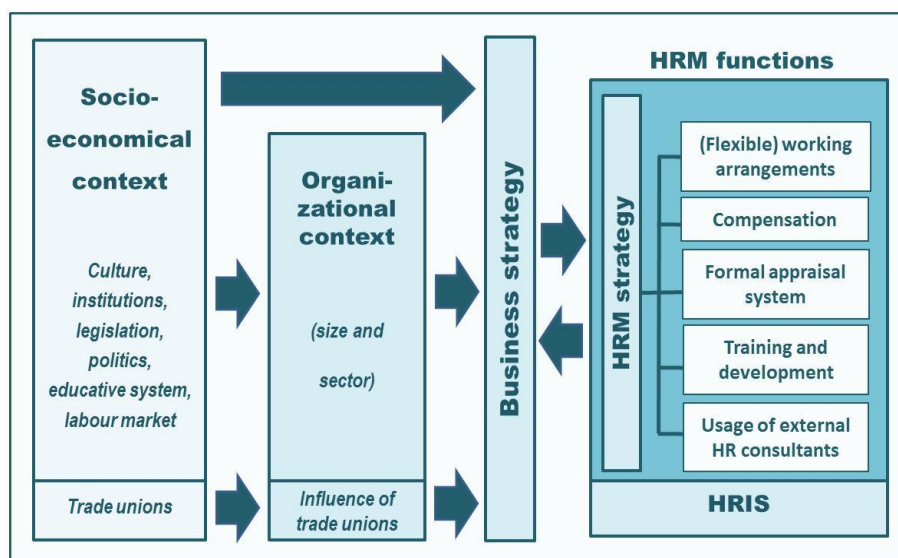 Socio-
economical
context
Culture,
institutions,
legislation,
politics,
educative system,
labour market
Trade unions
Organi-
zational
context
(size and
sector)
Influence of
trade unions
Business strategy
HRM functions
HRM strategy
(Flexible) working
arrangements
Compensation
Formal appraisal
system
Training and
development
Usage of external
HR consultants
HRIS